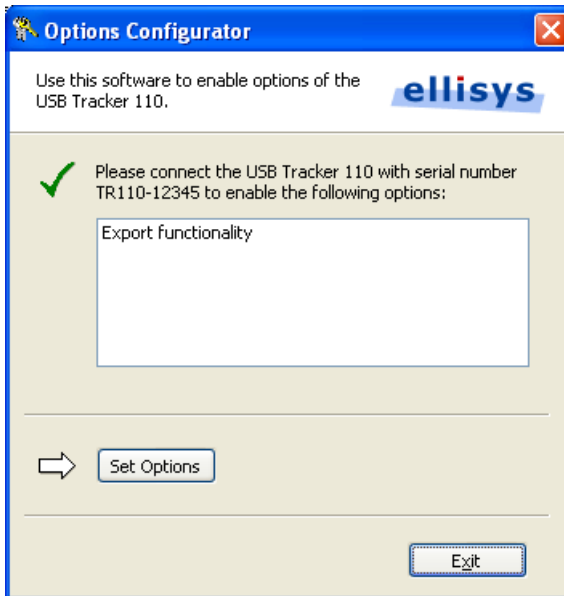 Options Configurator
Use this software to enable options of the
USB Tracker 110.
ellisys
Please connect the USB Tracker 110 with serial number
TR110-12345 to enable the following options:
Export functionality
Set Options
Exit